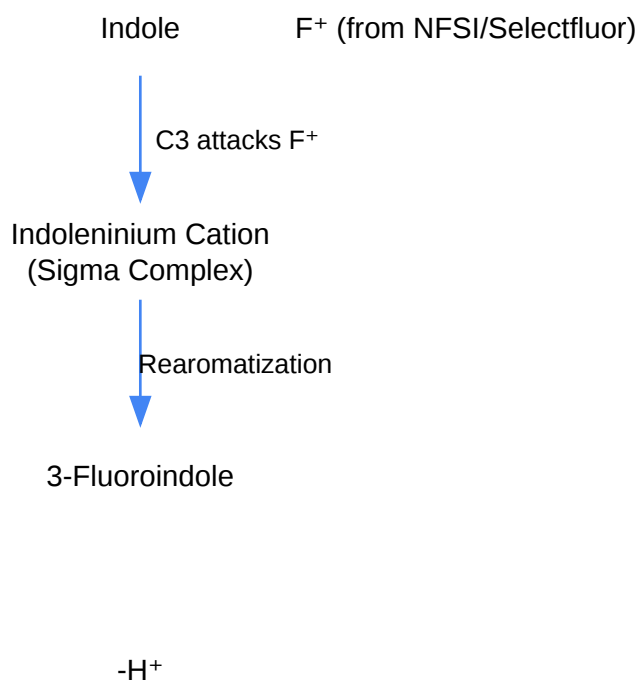 Indole
F⁺ (from NFSI/Selectfluor)
C3 attacks F⁺
Indoleninium Cation
(Sigma Complex)
Rearomatization
3-Fluoroindole
-H⁺